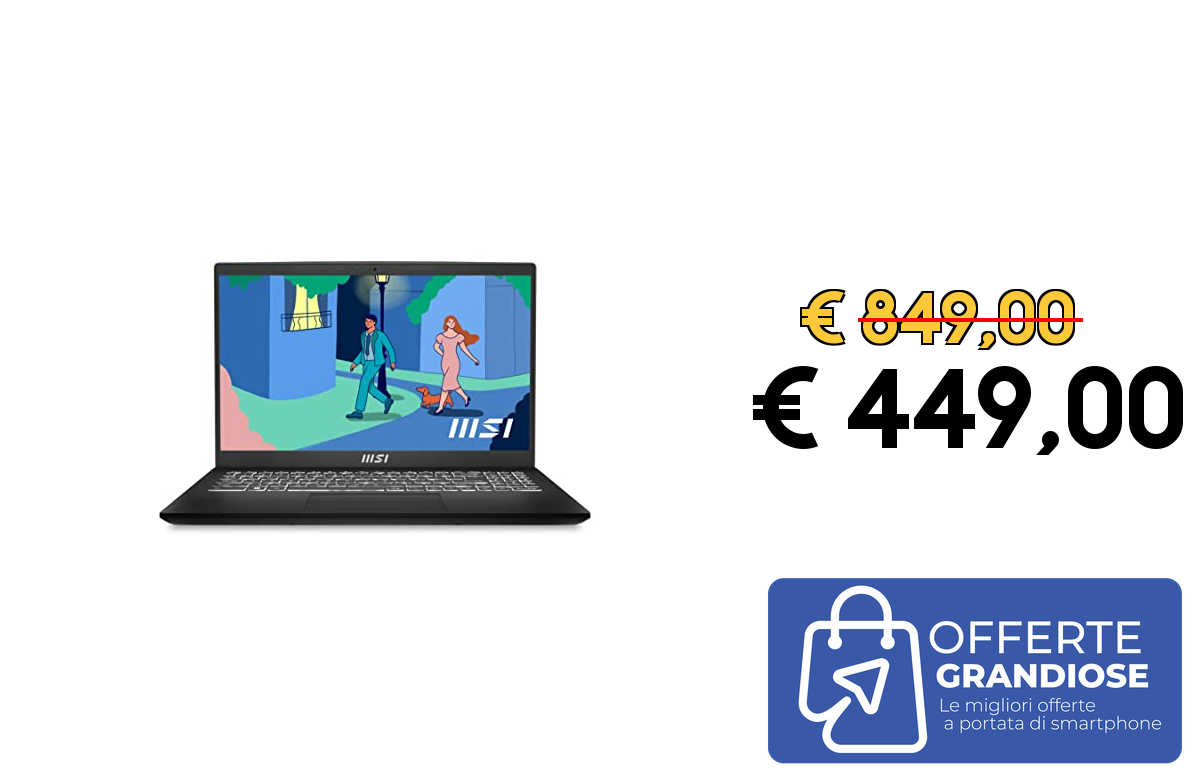 MSI
MSI
€ 849,00
€ 449,00
OFFERTE
GRANDIOSE
Le migliori offerte
a portata di smartphone